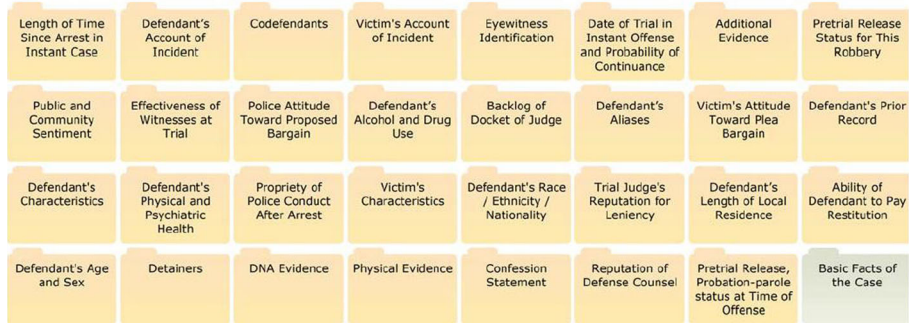 Length of Time
Since Arrest in
Instant Case
Defendant's
Account of
Incident
Codefendants
Victim's Account
of Incident
Eyewitness
Identification
Date of Trial in
Instant Offense
and Probability of
Continuance
Additional
Evidence
Pretrial Release
Status for This
Robbery
Public and
Community
Sentiment
Effectiveness of
Witnesses at
Trial
Police Attitude
Toward Proposed
Bargain
Defendant's
Alcohol and Drug
Use
Backlog of
Docket of Judge
Defendant's
Aliases
Victim's Attitude
Toward Plea
Bargain
Defendant's Prior
Record
Defendant's
Characteristics
Defendant's
Physical and
Psychiatric
Health
Propriety of
Police Conduct
After Arrest
Victim's
Characteristics
Defendant's Race
/ Ethnicity /
Nationality
Trial Judge's
Reputation for
Leniency
Defendant's
Length of Local
Residence
Ability of
Defendant to Pay
Restitution
Defendant's Age
and Sex
Detainers
DNA Evidence
Physical Evidence
Confession
Statement
Reputation of
Defense Counsel
Pretrial Release,
Probation-parole
status at Time of
Offense
Basic Facts of
the Case